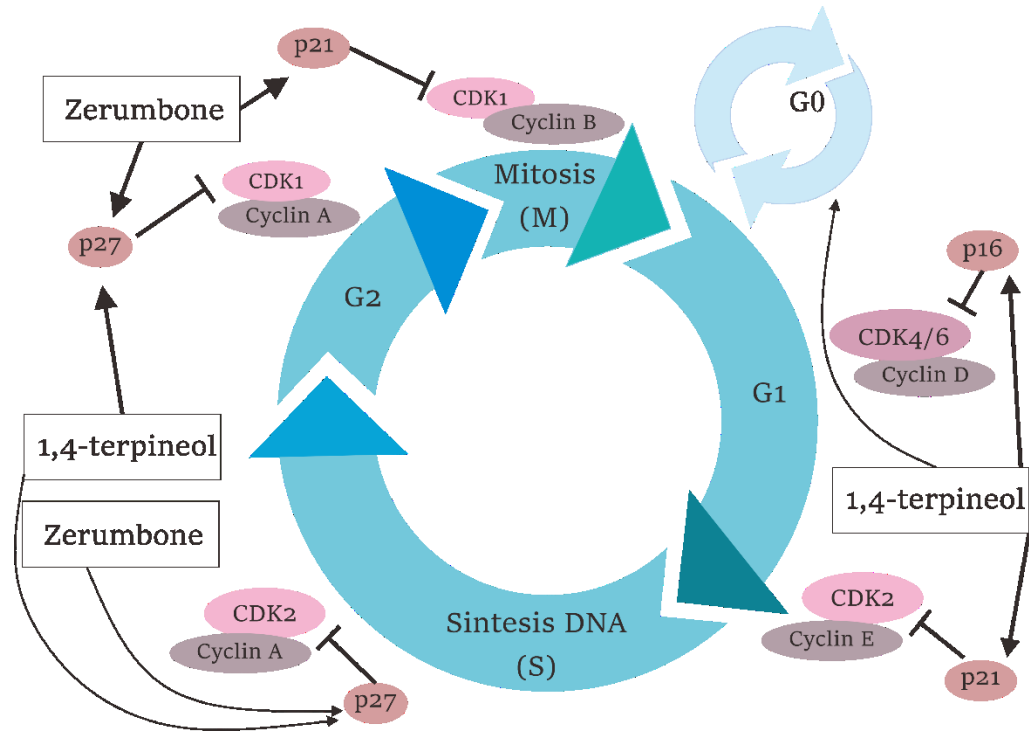 p21
Zerumbone
CDK1
Cyclin B
G0
CDK1
Cyclin A
Mitosis
(M)
p27
p16
G2
CDK4/6
Cyclin D
G1
1,4-terpineol
1,4-terpineol
Zerumbone
CDK2
Cyclin A
Sintesis DNA
(S)
CDK2
Cyclin E
p27
p21